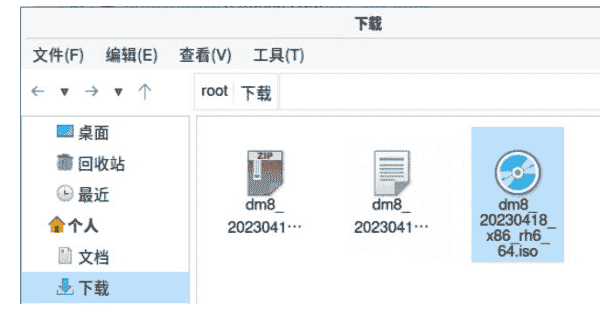 下载
文件(F) 编辑(E) 查看(V) 工具(T)
root 下载
桌面
回收站
最近
个人
文档
下载
ZIP
dm8_
2023041···
dm8_
2023041···
dm8_
20230418_
x86_rh6_
64.iso